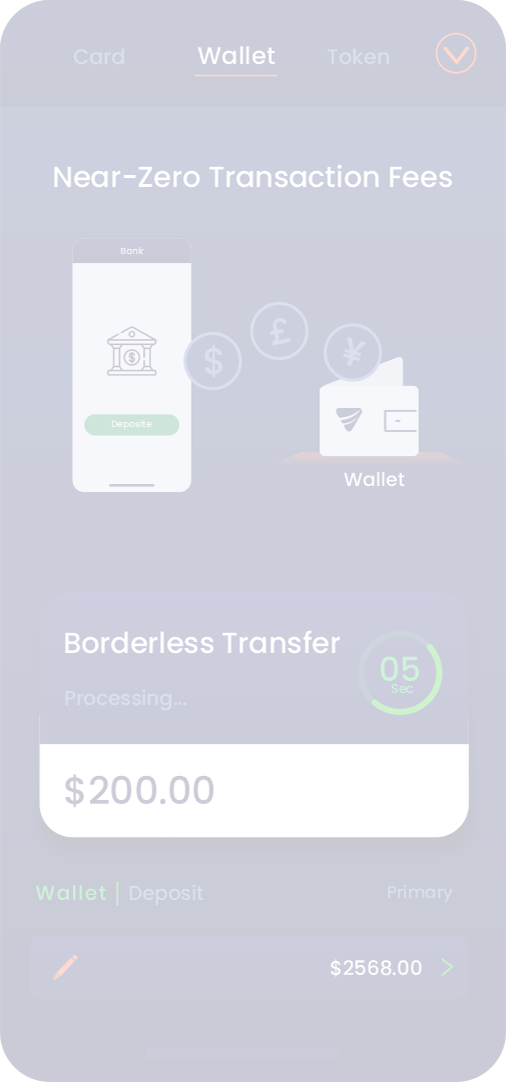 Card Wallet Token
Near-Zero Transaction Fees
Bank
$
Deposite
$ £ ¥
Wallet
Borderless Transfer
05
Sec
Processing...
$200.00
Wallet | Deposit Primary
$2568.00